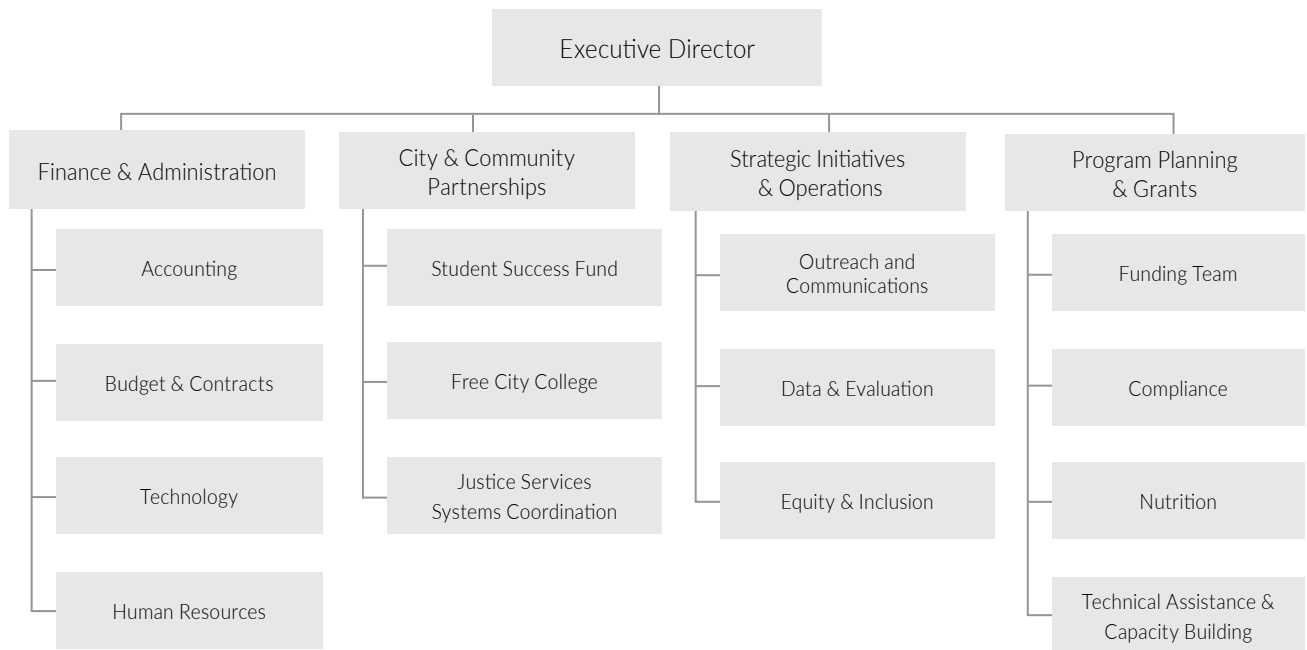 Executive Director
Finance & Administration
Accounting
Budget & Contracts
Technology
Human Resources
City & Community
Partnerships
Student Success Fund
Free City College
Justice Services
Systems Coordination
Strategic Initiatives
& Operations
Outreach and
Communications
Data & Evaluation
Equity & Inclusion
Program Planning
& Grants
Funding Team
Compliance
Nutrition
Technical Assistance &
Capacity Building